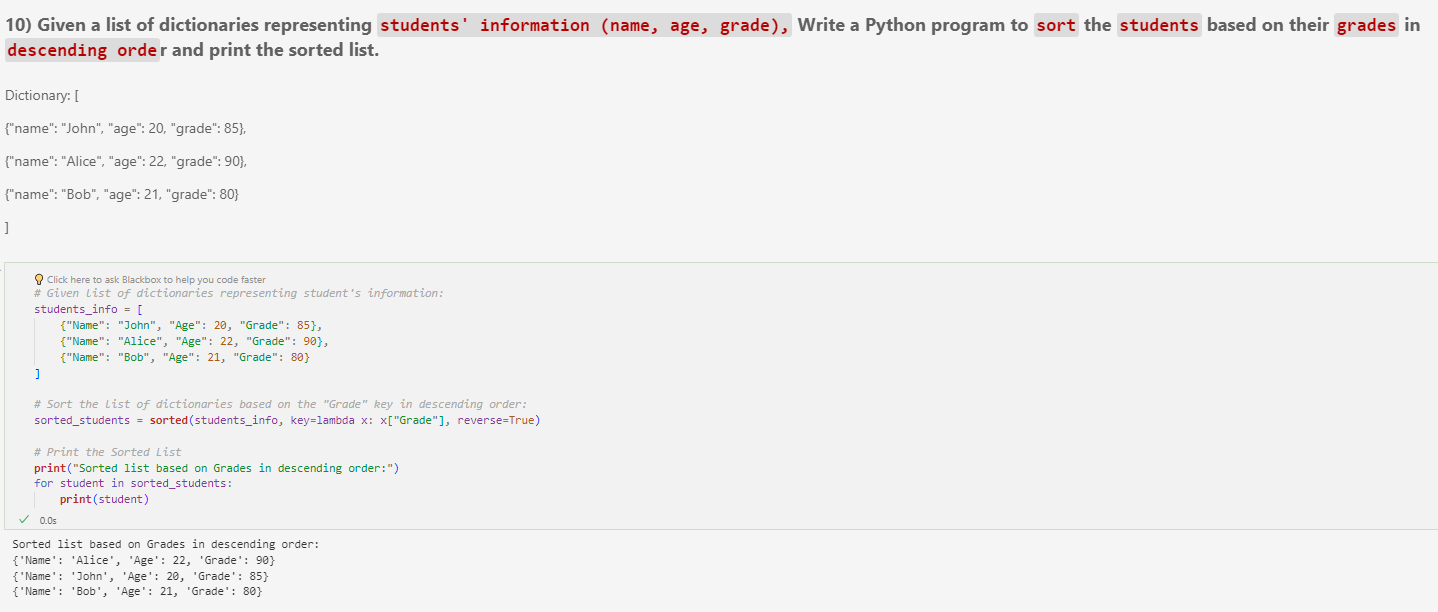 10) Given a list of dictionaries representing students' information (name, age, grade), Write a Python program to sort the students based on their grades in
descending order and print the sorted list.
Dictionary: [
{"name": "John", "age": 20, "grade": 85},
{"name": "Alice", "age": 22, "grade": 90},
{"name": "Bob", "age": 21, "grade": 80}
]
Click here to ask Blackbox to help you code faster
# Given List of dictionaries representing student's information:
students_info = [
    {"Name": "John", "Age": 20, "Grade": 85},
    {"Name": "Alice", "Age": 22, "Grade": 90},
    {"Name": "Bob", "Age": 21, "Grade": 80}
]
# Sort the List of dictionaries based on the "Grade" key in descending order:
sorted_students = sorted(students_info, key=lambda x: x["Grade"], reverse=True)
# Print the Sorted List
print("Sorted list based on Grades in descending order:")
for student in sorted_students:
    print(student)
0.0s
Sorted list based on Grades in descending order:
{'Name': 'Alice', 'Age': 22, 'Grade': 90}
{'Name': 'John', 'Age': 20, 'Grade': 85}
{'Name': 'Bob', 'Age': 21, 'Grade': 80}